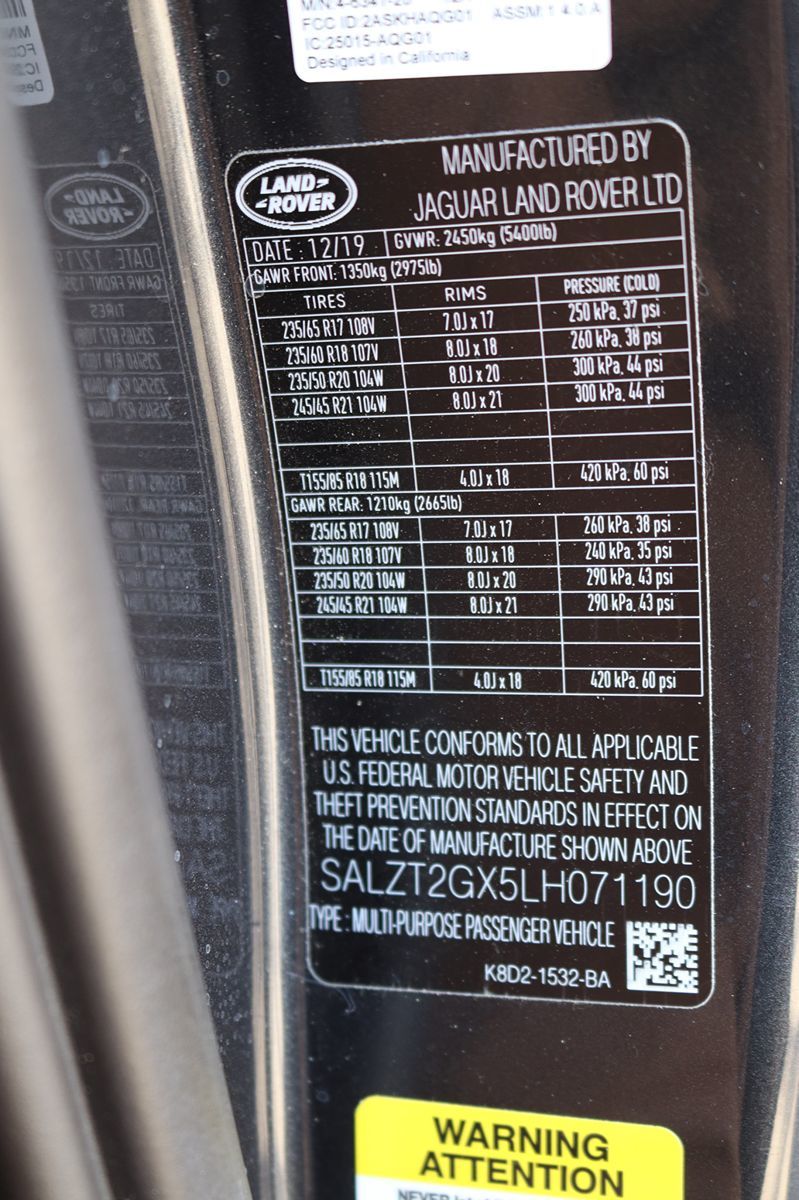 FCC ID:2ASKHAQG01 ASSM:1.4.0.A
IC:25015-AQG01
Designed in California
LAND ROVER
MANUFACTURED BY
JAGUAR LAND ROVER LTD
DATE : 12/19 GVWR: 2450kg (5400lb)
GAWR FRONT: 1350kg (2975lb)
TIRES RIMS PRESSURE (COLD)
235/65 R17 108V 7.0J x 17 250 kPa, 37 psi
235/60 R18 107V 8.0J x 18 260 kPa, 38 psi
235/50 R20 104W 8.0J x 20 300 kPa, 44 psi
245/45 R21 104W 8.0J x 21 300 kPa, 44 psi
T155/85 R18 115M 4.0J x 18 420 kPa, 60 psi
GAWR REAR: 1210kg (2665lb)
235/65 R17 108V 7.0J x 17 260 kPa, 38 psi
235/60 R18 107V 8.0J x 18 240 kPa, 35 psi
235/50 R20 104W 8.0J x 20 290 kPa, 43 psi
245/45 R21 104W 8.0J x 21 290 kPa, 43 psi
T155/85 R18 115M 4.0J x 18 420 kPa, 60 psi
THIS VEHICLE CONFORMS TO ALL APPLICABLE
U.S. FEDERAL MOTOR VEHICLE SAFETY AND
THEFT PREVENTION STANDARDS IN EFFECT ON
THE DATE OF MANUFACTURE SHOWN ABOVE
SALZT2GX5LH071190
TYPE : MULTI-PURPOSE PASSENGER VEHICLE
K8D2-1532-BA
WARNING
ATTENTION
NEVER